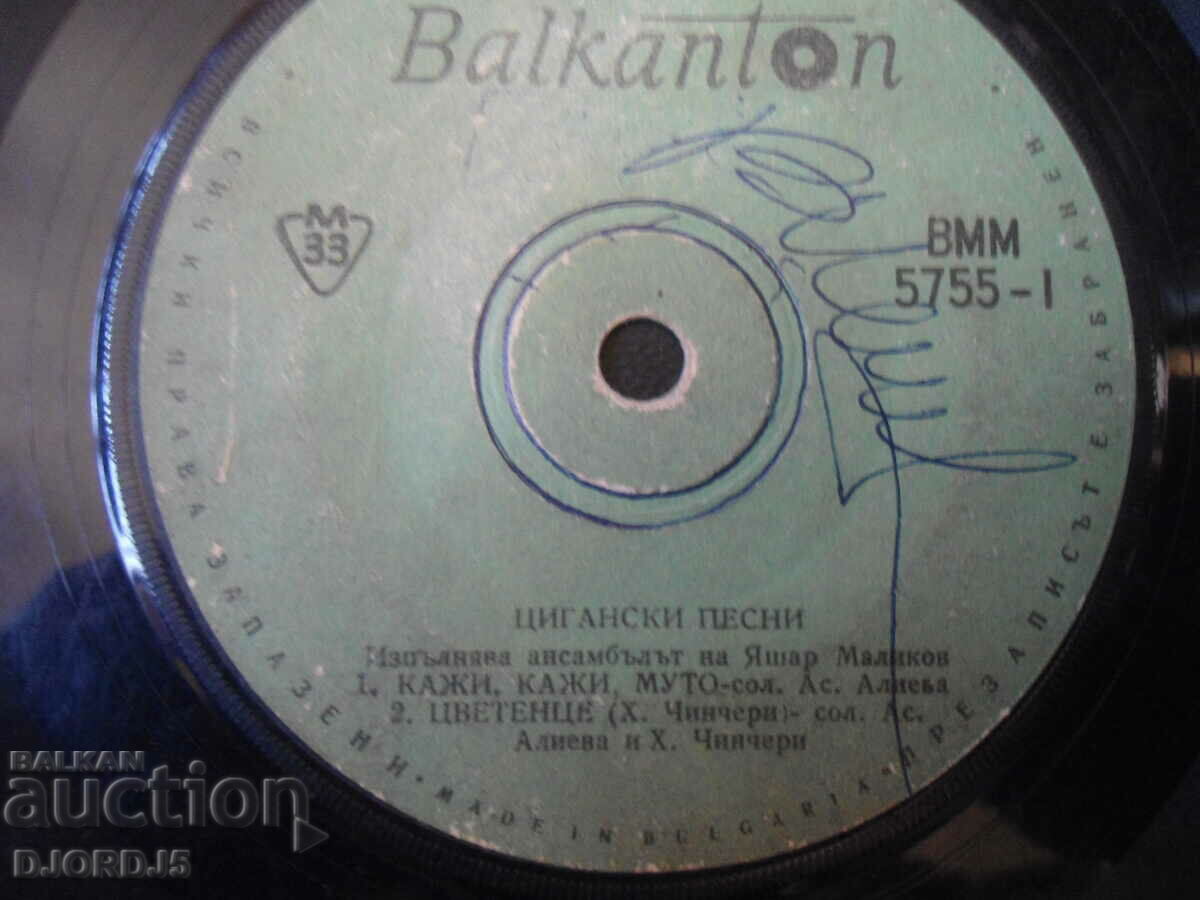 Balkanton
М
33
ВММ
5755-I
ЦИГАНСКИ ПЕСНИ
Изпълнява ансамбълът на Яшар Маликов
1. КАЖИ, КАЖИ, МУТО-сол. Ас. Алиева
2. ЦВЕТЕНЦЕ (Х. Чинчери)- сол. Ас.
Алиева и Х. Чинчери
ВСИЧКИ ПРАВА ЗАПАЗЕНИ · MADE IN BULGARIA · ПРЕЗАПИСЪТ Е ЗАБРАНЕН
BALKAN
auction
DJORDJ5